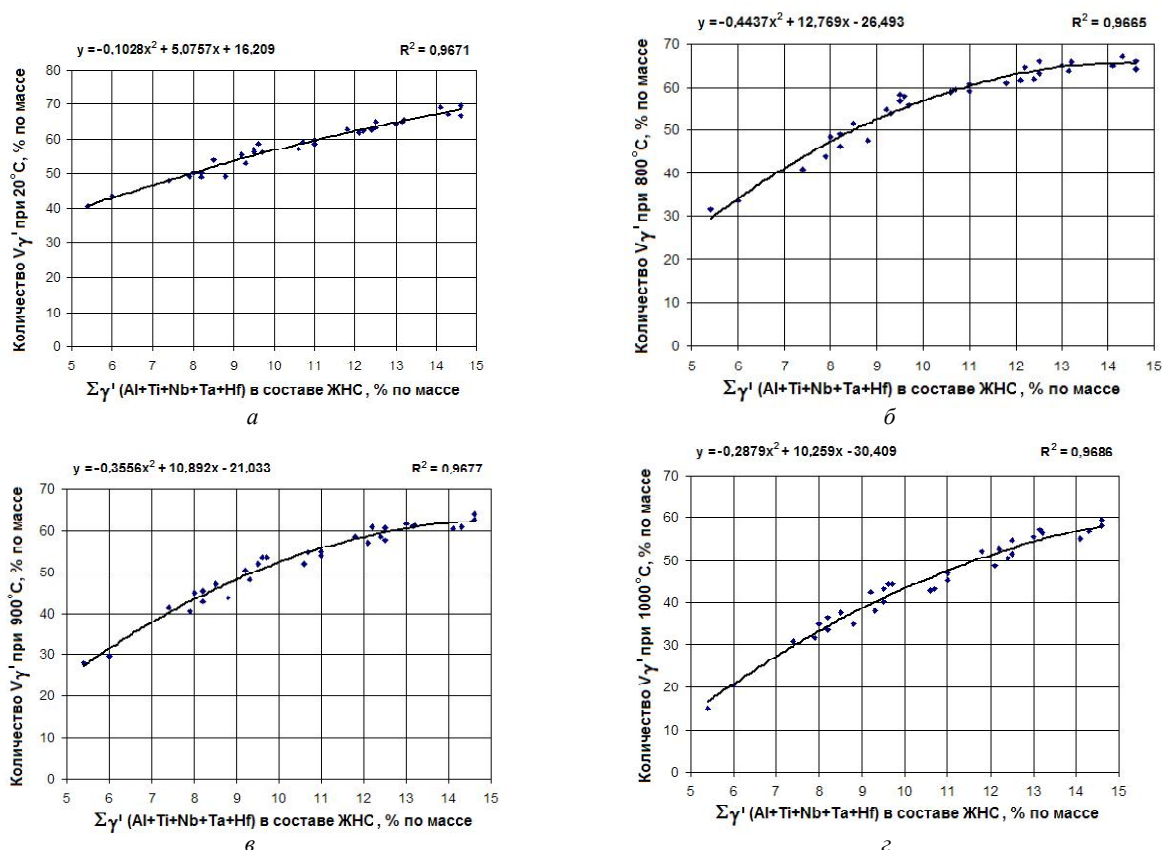 y = -0,1028x² + 5,0757x + 16,209 R² = 0,9671
Количество Vγ' при 20°С, % по массе
80
70
60
50
40
30
20
10
0
5 6 7 8 9 10 11 12 13 14 15
Σγ' (Al+Ti+Nb+Ta+Hf) в составе ЖНС, % по массе
а
y = -0,4437x² + 12,769x - 26,493 R² = 0,9665
Количество Vγ' при 800°С, % по массе
70
60
50
40
30
20
10
0
5 6 7 8 9 10 11 12 13 14 15
Σγ' (Al+Ti+Nb+Ta+Hf) в составе ЖНС, % по массе
б
y = -0,3556x² + 10,892x - 21,033 R² = 0,9677
Количество Vγ' при 900°С, % по массе
70
60
50
40
30
20
10
0
5 6 7 8 9 10 11 12 13 14 15
Σγ' (Al+Ti+Nb+Ta+Hf) в составе ЖНС, % по массе
в
y = -0,2879x² + 10,259x - 30,409 R² = 0,9686
Количество Vγ' при 1000°С, % по массе
70
60
50
40
30
20
10
0
5 6 7 8 9 10 11 12 13 14 15
Σγ' (Al+Ti+Nb+Ta+Hf) в составе ЖНС, % по массе
г